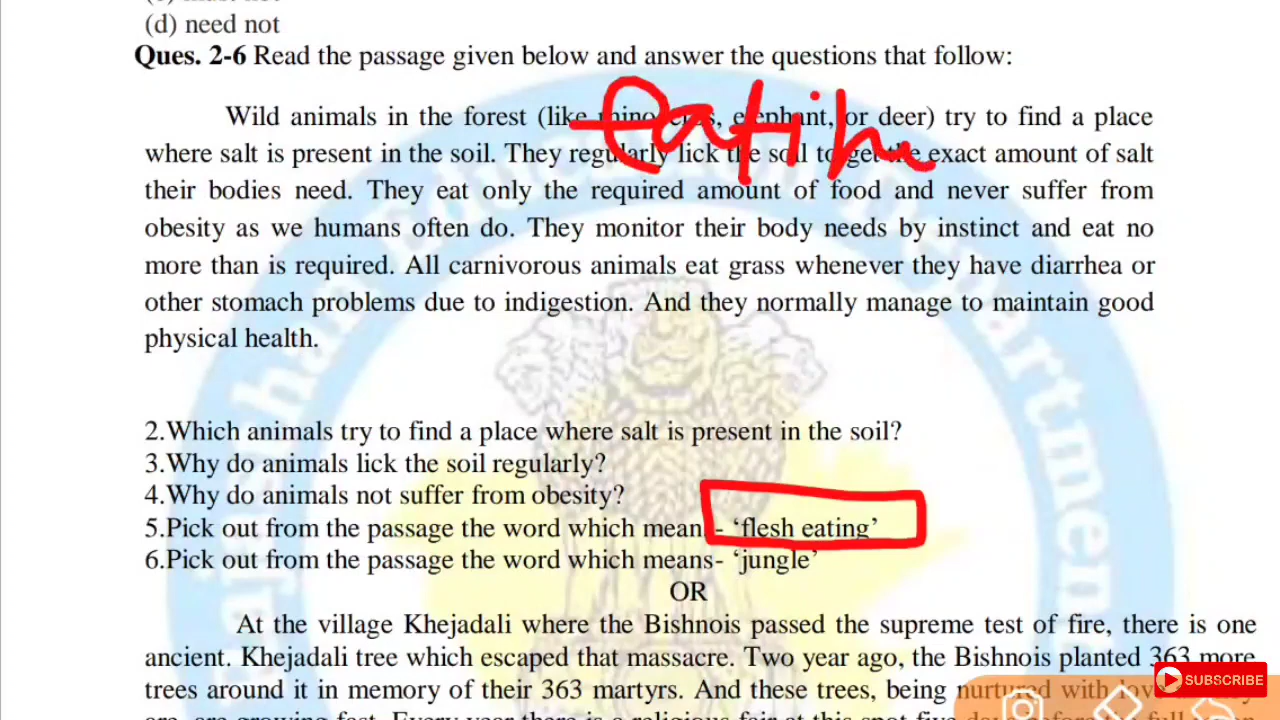 (d) need not
Ques. 2-6 Read the passage given below and answer the questions that follow:
Wild animals in the forest (like rhinoceros, elephant, or deer) try to find a place
where salt is present in the soil. They regularly lick the soil to get the exact amount of salt
their bodies need. They eat only the required amount of food and never suffer from
obesity as we humans often do. They monitor their body needs by instinct and eat no
more than is required. All carnivorous animals eat grass whenever they have diarrhea or
other stomach problems due to indigestion. And they normally manage to maintain good
physical health.
eatin
2.Which animals try to find a place where salt is present in the soil?
3.Why do animals lick the soil regularly?
4.Why do animals not suffer from obesity?
5.Pick out from the passage the word which means- ‘flesh eating’
6.Pick out from the passage the word which means- ‘jungle’
OR
At the village Khejadali where the Bishnois passed the supreme test of fire, there is one
ancient. Khejadali tree which escaped that massacre. Two year ago, the Bishnois planted 363 more
trees around it in memory of their 363 martyrs. And these trees, being nurtured with
SUBSCRIBE